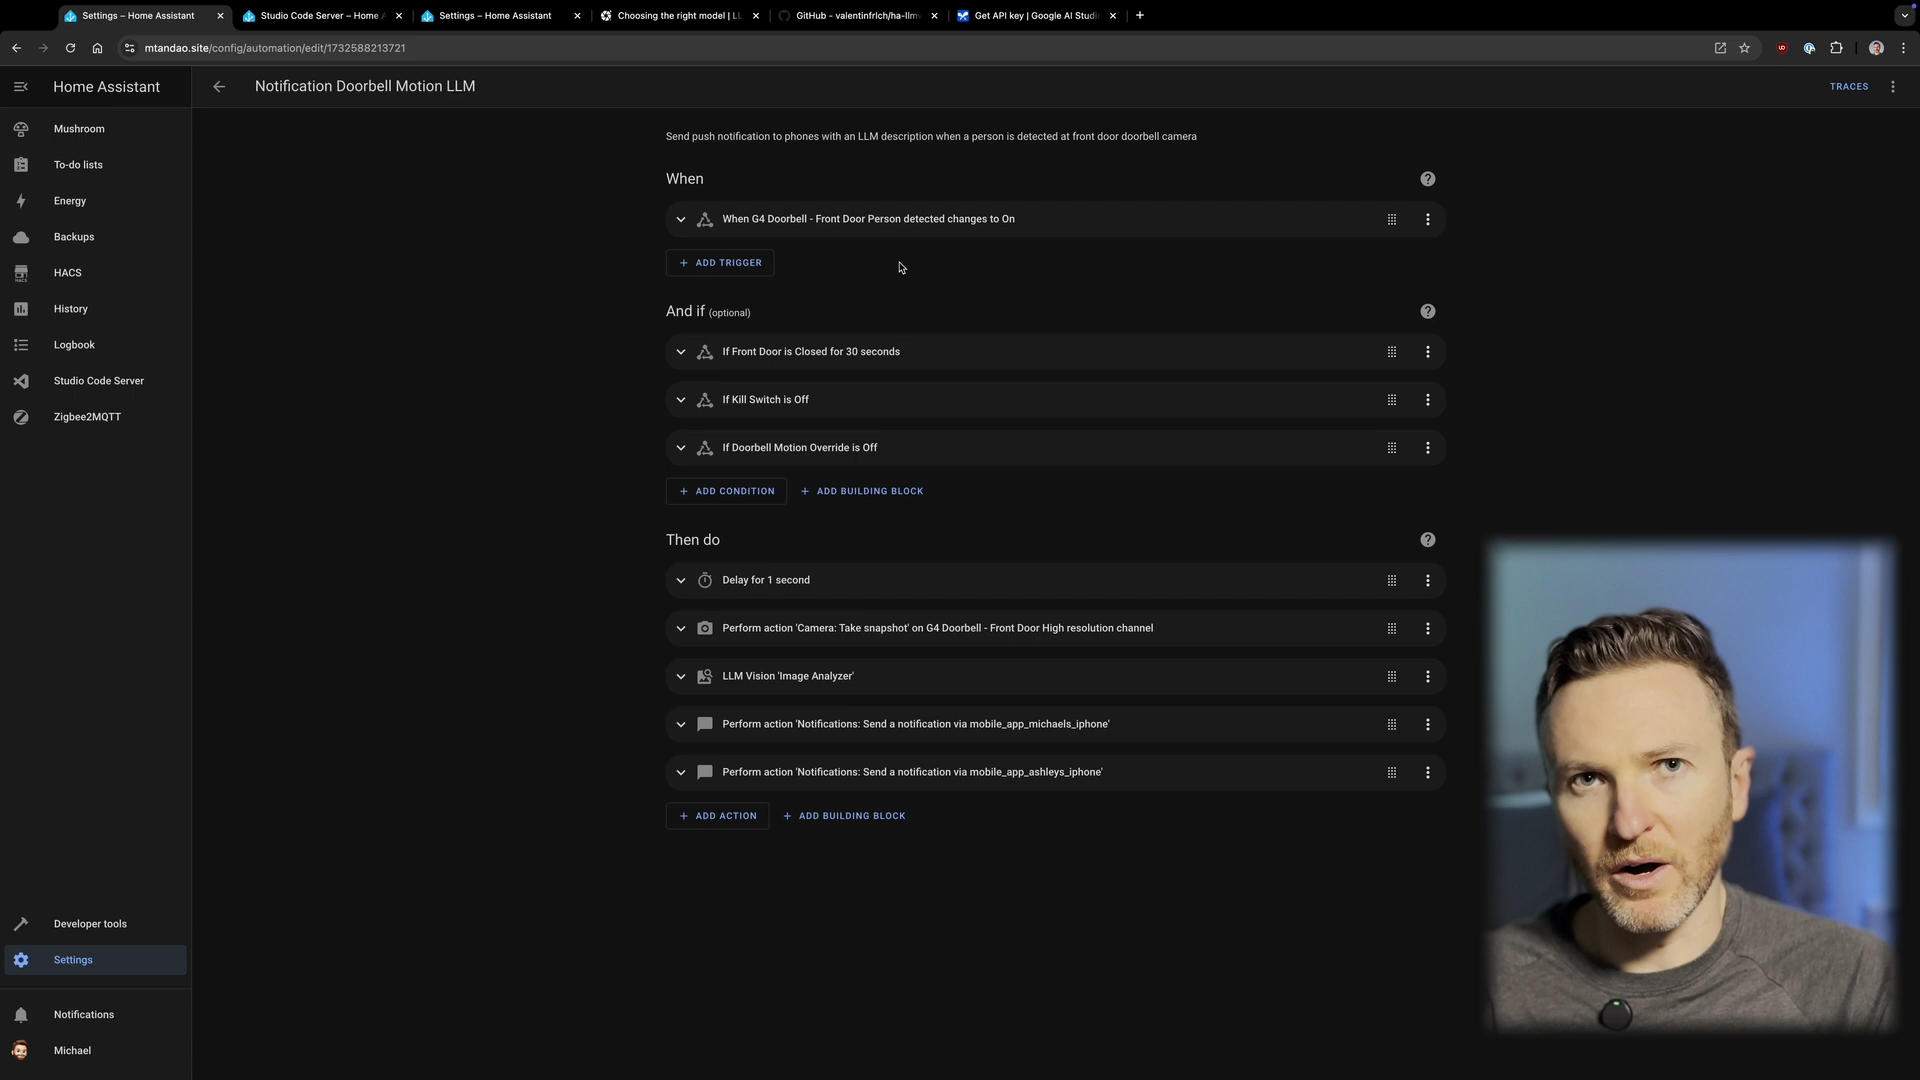 Settings – Home Assistant
Studio Code Server – Home A
Settings – Home Assistant
Choosing the right model | LL
GitHub - valentinfrlch/ha-llmv
Get API key | Google AI Studi
mtandao.site/config/automation/edit/1732588213721
Home Assistant
Notification Doorbell Motion LLM
TRACES
Mushroom
To-do lists
Energy
Backups
HACS
HACS
History
Logbook
Studio Code Server
Zigbee2MQTT
Developer tools
Settings
Notifications
Michael
Send push notification to phones with an LLM description when a person is detected at front door doorbell camera
When
When G4 Doorbell - Front Door Person detected changes to On
+ ADD TRIGGER
And if (optional)
If Front Door is Closed for 30 seconds
If Kill Switch is Off
If Doorbell Motion Override is Off
+ ADD CONDITION + ADD BUILDING BLOCK
Then do
Delay for 1 second
Perform action 'Camera: Take snapshot' on G4 Doorbell - Front Door High resolution channel
LLM Vision 'Image Analyzer'
Perform action 'Notifications: Send a notification via mobile_app_michaels_iphone'
Perform action 'Notifications: Send a notification via mobile_app_ashleys_iphone'
+ ADD ACTION + ADD BUILDING BLOCK